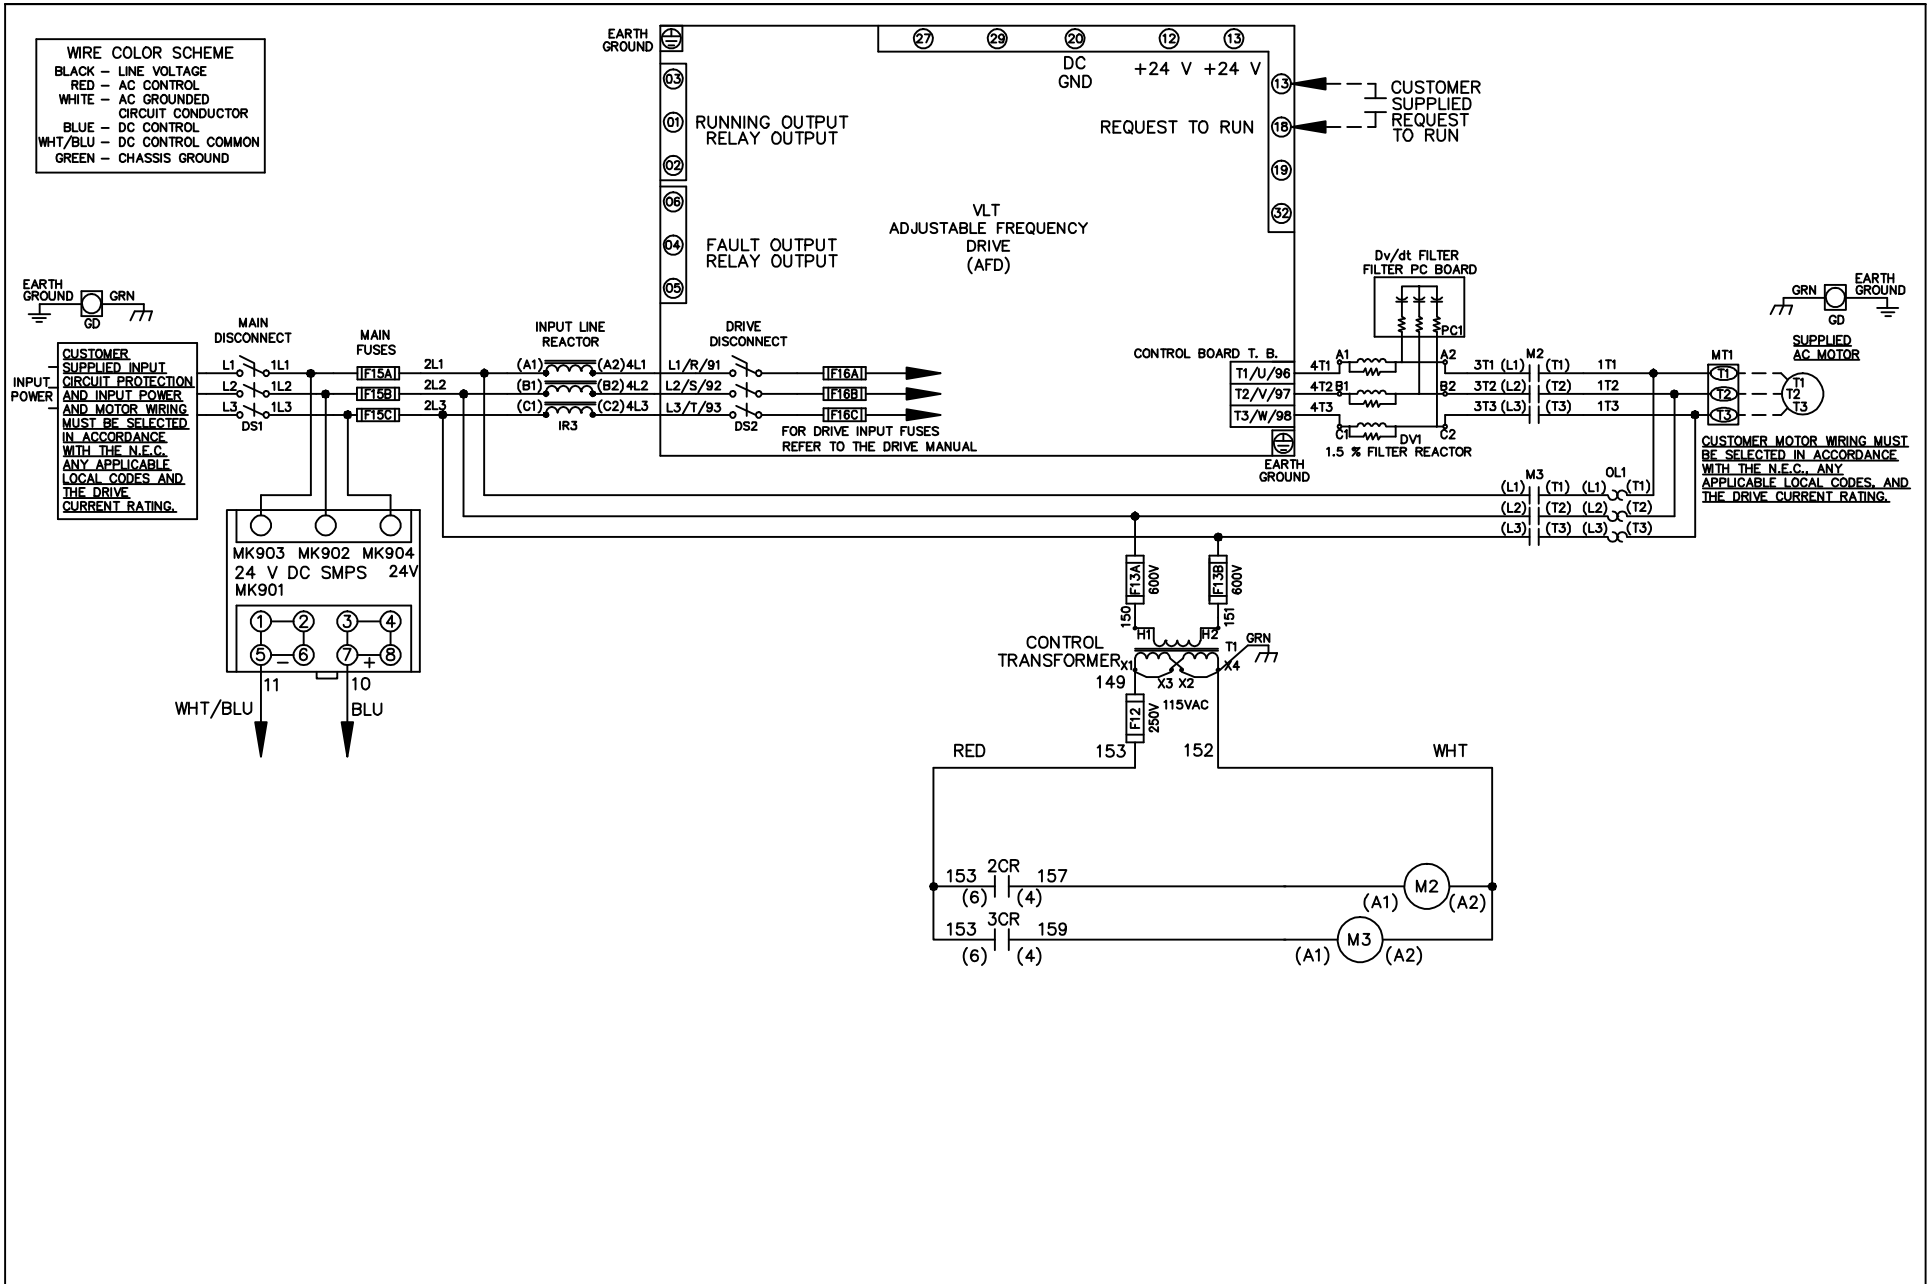 WIRE COLOR SCHEME
BLACK – LINE VOLTAGE
RED – AC CONTROL
WHITE – AC GROUNDED
CIRCUIT CONDUCTOR
BLUE – DC CONTROL
WHT/BLU – DC CONTROL COMMON
GREEN – CHASSIS GROUND
EARTH
GROUND
03
01
02
RUNNING OUTPUT
RELAY OUTPUT
06
04
05
FAULT OUTPUT
RELAY OUTPUT
27 29 20 12 13
DC
GND
+24 V +24 V
13
18
19
32
REQUEST TO RUN
CUSTOMER
SUPPLIED
REQUEST
TO RUN
VLT
ADJUSTABLE FREQUENCY
DRIVE
(AFD)
Dv/dt FILTER
FILTER PC BOARD
PC1
EARTH
GROUND
GRN
GD
INPUT
POWER
CUSTOMER
SUPPLIED INPUT
CIRCUIT PROTECTION
AND INPUT POWER
AND MOTOR WIRING
MUST BE SELECTED
IN ACCORDANCE
WITH THE N.E.C.
ANY APPLICABLE
LOCAL CODES AND
THE DRIVE
CURRENT RATING.
MAIN
DISCONNECT
L1 1L1
L2 1L2
L3 1L3
DS1
MAIN
FUSES
F15A
F15B
F15C
2L1
2L2
2L3
INPUT LINE
REACTOR
(A1) (A2) 4L1
(B1) (B2) 4L2
(C1) (C2) 4L3
IR3
DRIVE
DISCONNECT
L1/R/91
L2/S/92
L3/T/93
DS2
F16A
F16B
F16C
FOR DRIVE INPUT FUSES
REFER TO THE DRIVE MANUAL
CONTROL BOARD T. B.
T1/U/96
T2/V/97
T3/W/98
EARTH
GROUND
4T1 A1 A2
4T2 B1 B2
4T3 C1 C2
DV1
1.5 % FILTER REACTOR
M2
3T1 (L1) (T1) 1T1
3T2 (L2) (T2) 1T2
3T3 (L3) (T3) 1T3
MT1
T1
T2
T3
GRN
EARTH
GROUND
GD
SUPPLIED
AC MOTOR
T1
T2
T3
CUSTOMER MOTOR WIRING MUST
BE SELECTED IN ACCORDANCE
WITH THE N.E.C., ANY
APPLICABLE LOCAL CODES, AND
THE DRIVE CURRENT RATING.
M3 OL1
(L1) (T1) (L1) (T1)
(L2) (T2) (L2) (T2)
(L3) (T3) (L3) (T3)
MK903 MK902 MK904
24 V DC SMPS 24V
MK901
1 2 3 4
5 – 6 7 + 8
11 10
WHT/BLU BLU
F13A 600V
F13B 600V
150 151
H1 H2
CONTROL
TRANSFORMER
T1
GRN
X1 X4
X3 X2
149
115VAC
F12 250V
RED 153 152 WHT
153 2CR 157
(6) (4)
M2
(A1) (A2)
153 3CR 159
(6) (4)
M3
(A1) (A2)